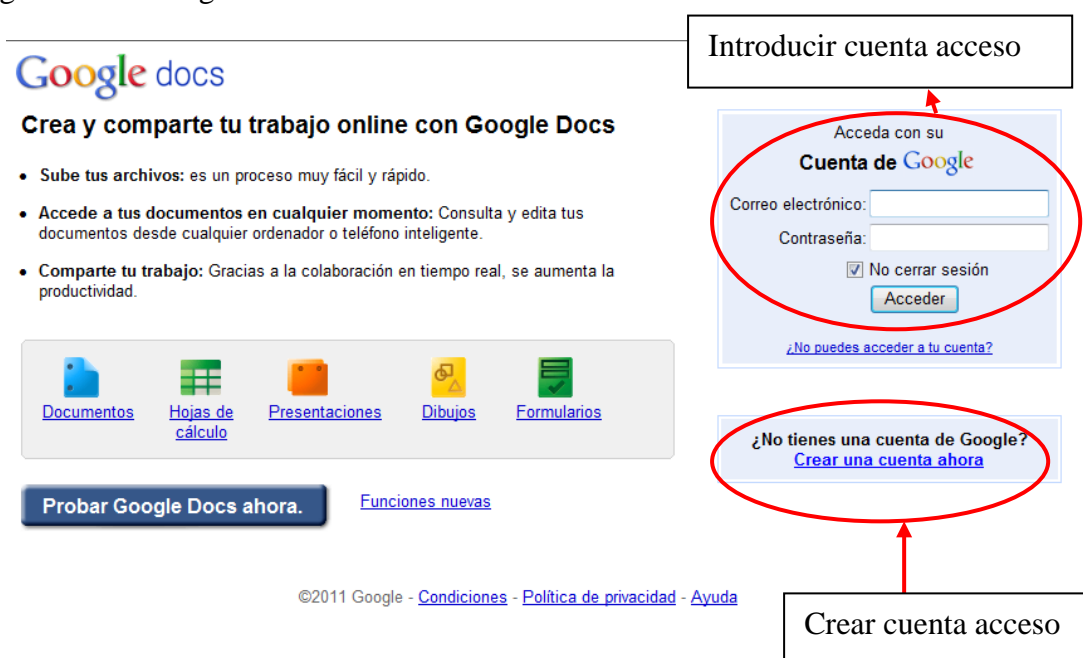 Introducir cuenta acceso
Google docs
Crea y comparte tu trabajo online con Google Docs
• Sube tus archivos: es un proceso muy fácil y rápido.
• Accede a tus documentos en cualquier momento: Consulta y edita tus
documentos desde cualquier ordenador o teléfono inteligente.
• Comparte tu trabajo: Gracias a la colaboración en tiempo real, se aumenta la
productividad.
Documentos
Hojas de
cálculo
Presentaciones
Dibujos
Formularios
Probar Google Docs ahora.
Funciones nuevas
Acceda con su
Cuenta de Google
Correo electrónico:
Contraseña:
No cerrar sesión
Acceder
¿No puedes acceder a tu cuenta?
¿No tienes una cuenta de Google?
Crear una cuenta ahora
©2011 Google - Condiciones - Política de privacidad - Ayuda
Crear cuenta acceso